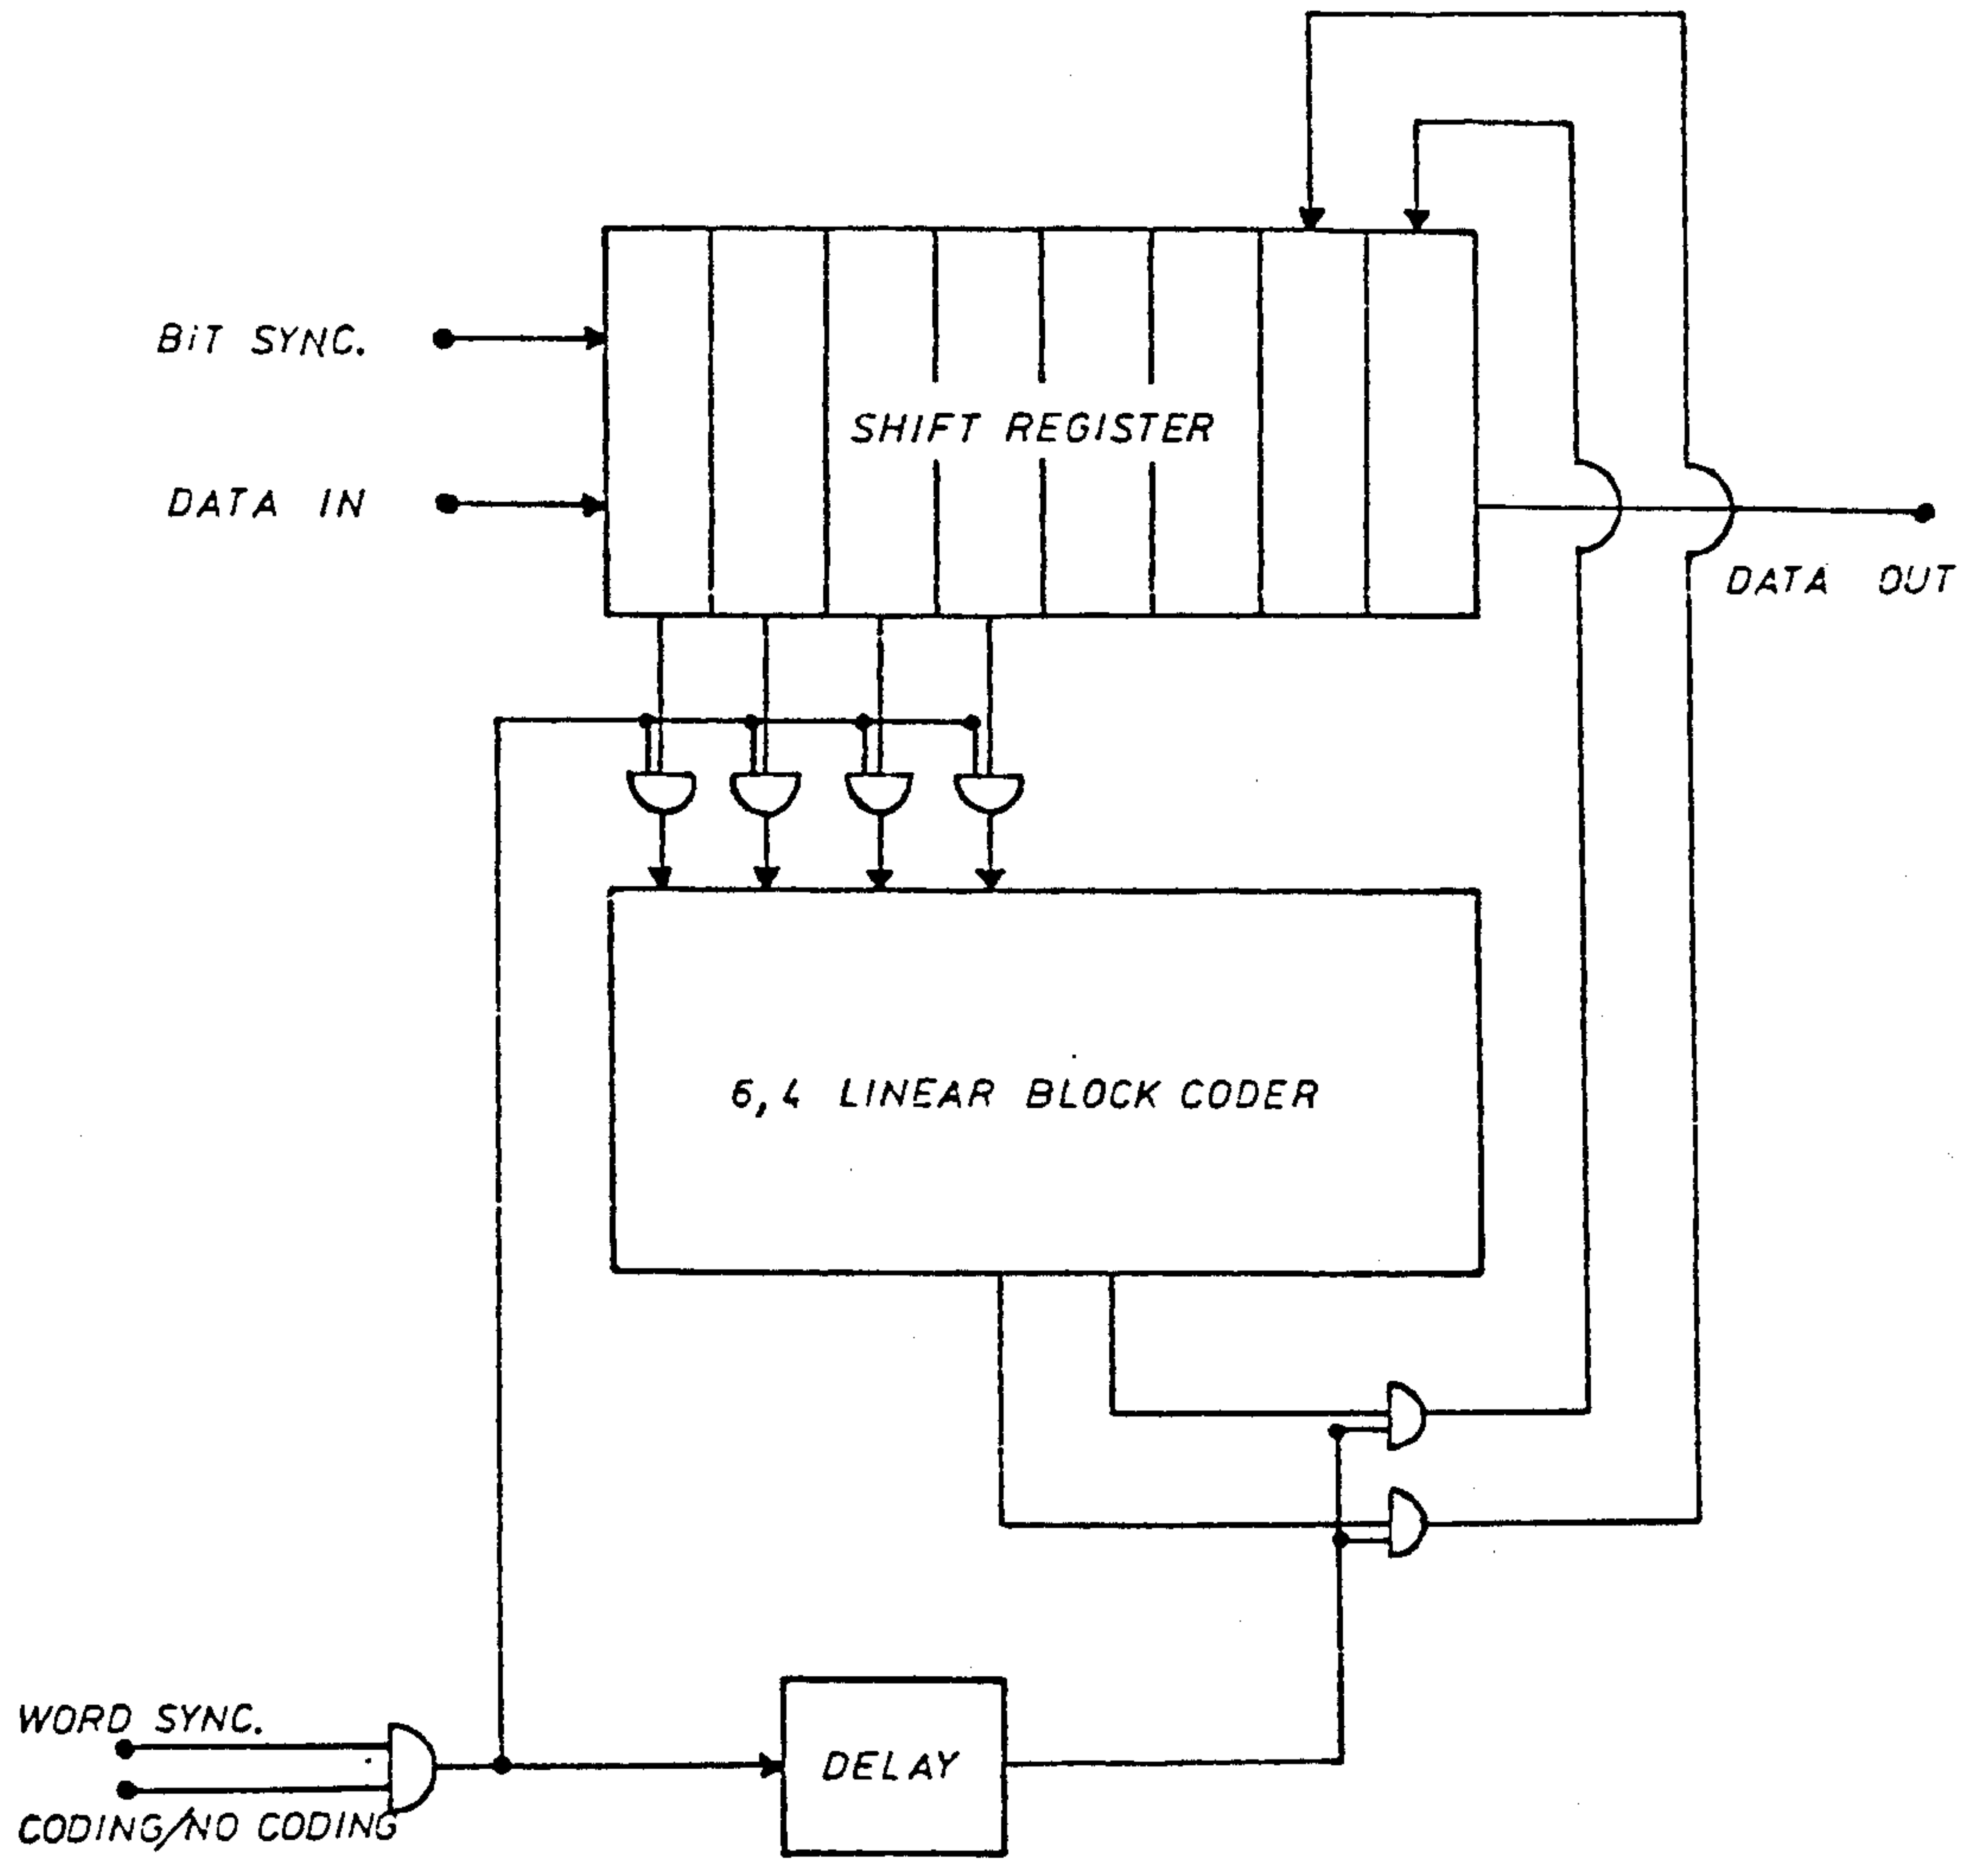 BiT SYNC.
SHIFT REGISTER
DATA IN
DATA OUT
6,4 LINEAR BLOCK CODER
WORD SYNC.
DELAY
CODING/NO CODING